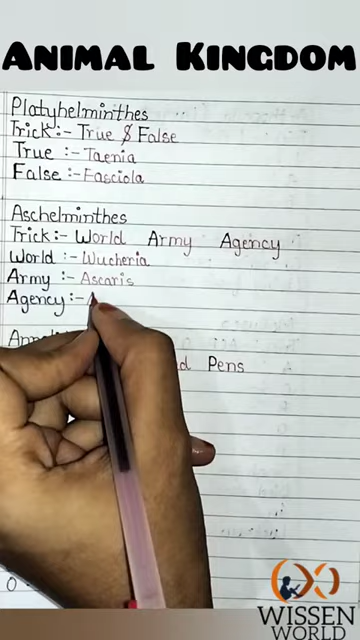 ANIMAL KINGDOM
Platyhelminthes
Trick :- True & False
True :- Taenia
False :- Fasciola
Aschelminthes
Trick :- World Army Agency
World :- Wucheria
Army :- Ascaris
Agency :-
Pens
WISSEN
WORLD